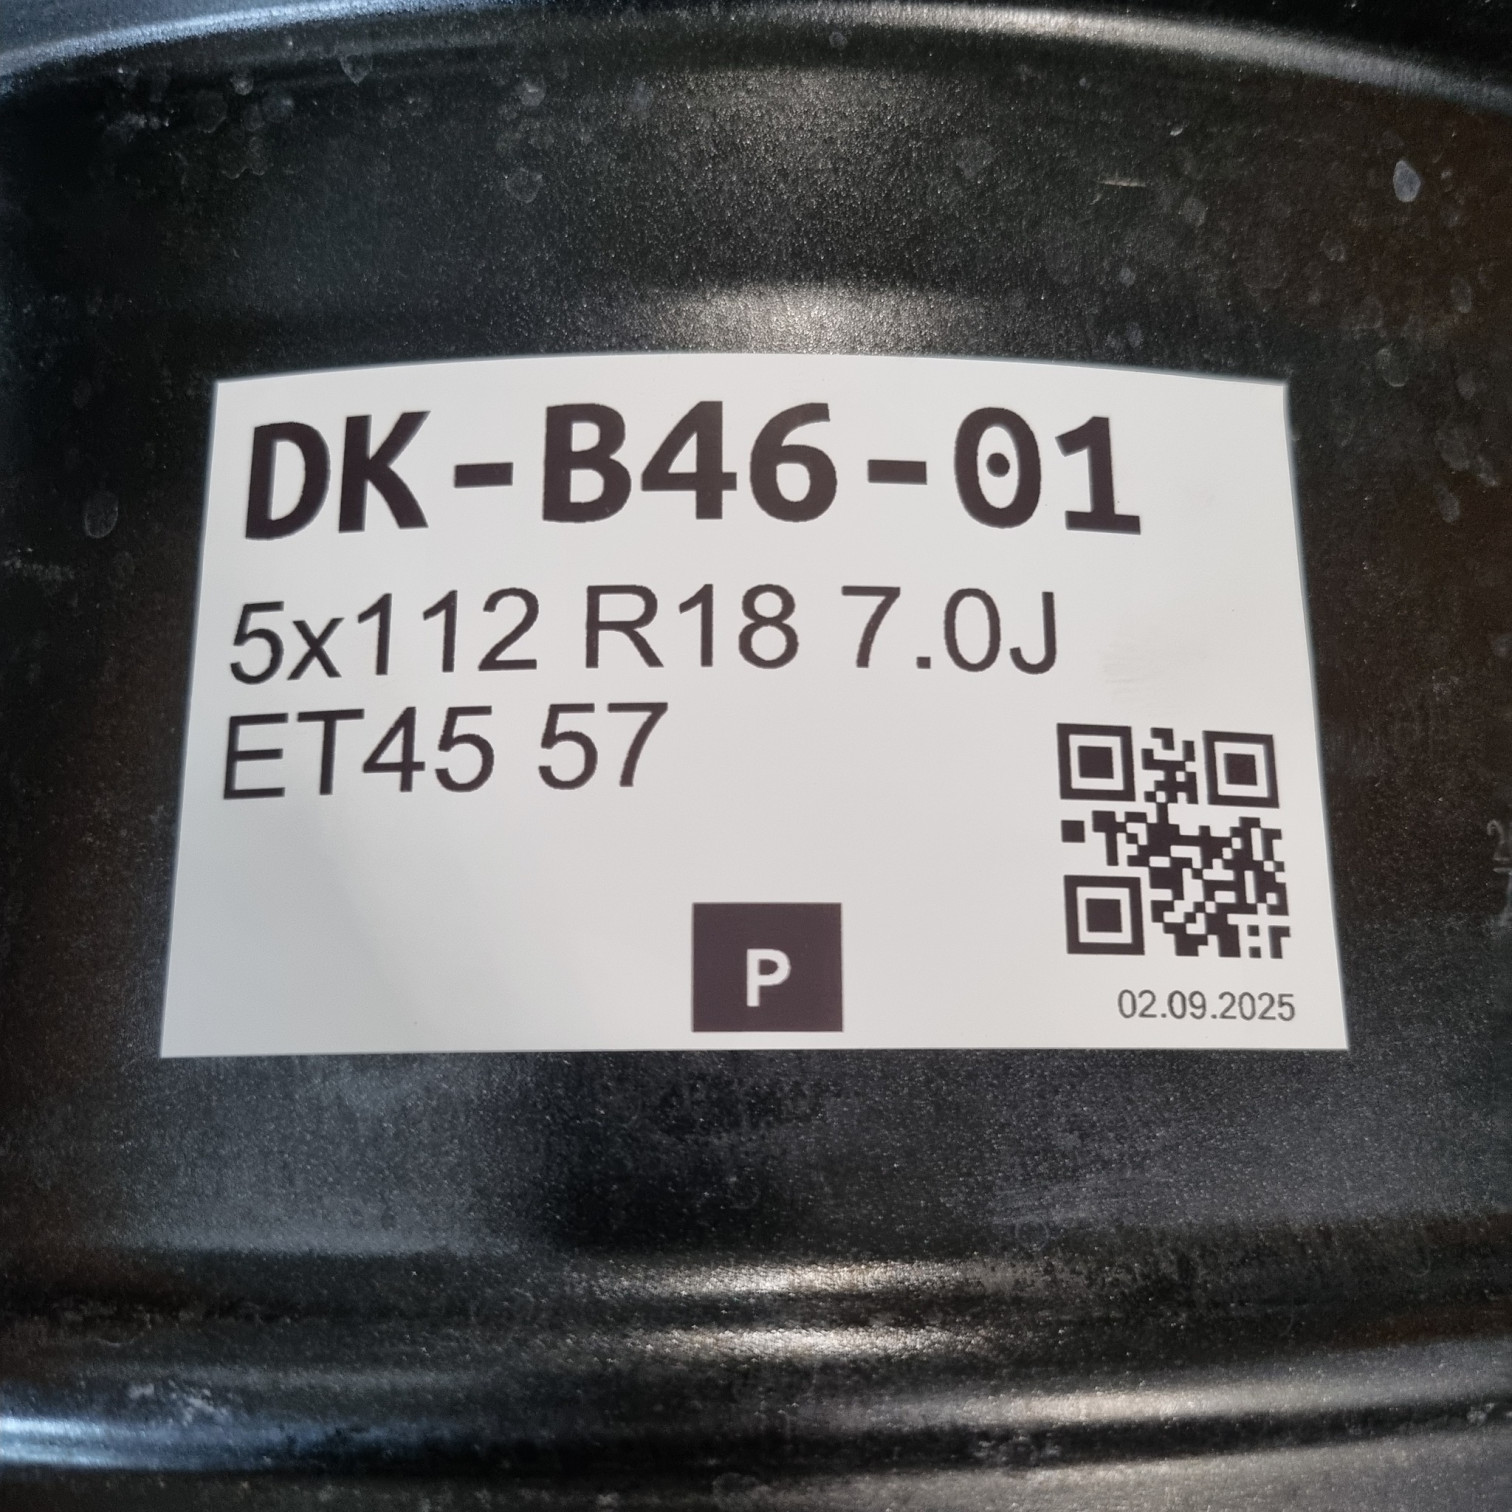 DK-B46-01
5x112 R18 7.0J
ET45 57
P
02.09.2025